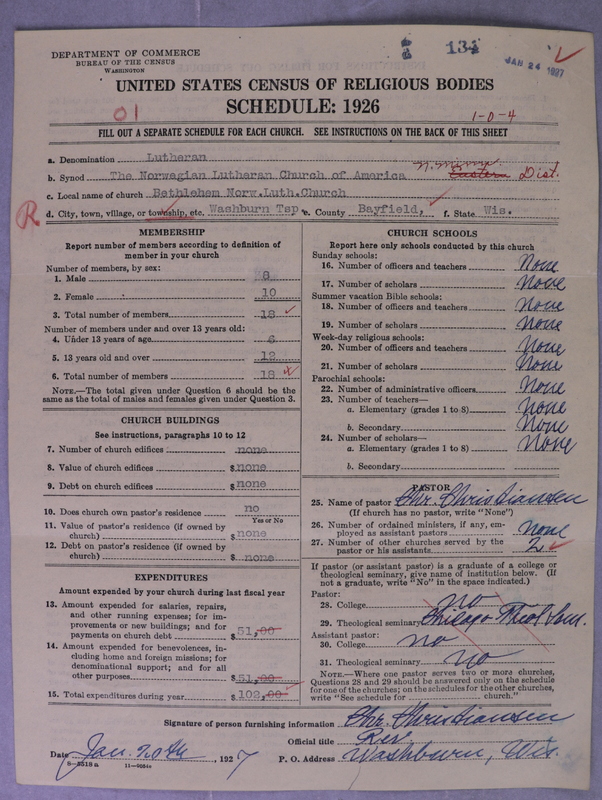 134
JAN 24 1927
DEPARTMENT OF COMMERCE
BUREAU OF THE CENSUS
WASHINGTON
UNITED STATES CENSUS OF RELIGIOUS BODIES
SCHEDULE: 1926
01
1-0-4
FILL OUT A SEPARATE SCHEDULE FOR EACH CHURCH. SEE INSTRUCTIONS ON THE BACK OF THIS SHEET
a. Denomination Lutheran
b. Synod The Norwegian Lutheran Church of America Eastern Dist.
c. Local name of church Bethlehem Norw.Luth.Church
R
d. City, town, village, or township, etc. Washburn Tsp e. County Bayfield, f. State Wis.
MEMBERSHIP
Report number of members according to definition of member in your church
Number of members, by sex:
1. Male 8
2. Female 10
3. Total number of members 18
Number of members under and over 13 years old:
4. Under 13 years of age 6
5. 13 years old and over 12
6. Total number of members 18
NOTE.—The total given under Question 6 should be
same as the total of males and females given under Question 3.
CHURCH BUILDINGS
See instructions, paragraphs 10 to 12
7. Number of church edifices none
8. Value of church edifices $ none
9. Debt on church edifices $ none
10. Does church own pastor's residence no
Yes or No
11. Value of pastor's residence (if owned by
church) $ none
12. Debt on pastor's residence (if owned by
church) $ none
EXPENDITURES
Amount expended by your church during last fiscal year
13. Amount expended for salaries, repairs,
and other running expenses; for im-
provements or new buildings; and for
payments on church debt $ 51,00
14. Amount expended for benevolences,
including home and foreign missions; for
denominational support; and for all
other purposes $ 51,00
15. Total expenditures during year $ 102,00
CHURCH SCHOOLS
Report here only schools conducted by this church
Sunday schools:
16. Number of officers and teachers None
17. Number of scholars None
Summer vacation Bible schools:
18. Number of officers and teachers None
19. Number of scholars None
Week-day religious schools:
20. Number of officers and teachers None
21. Number of scholars None
Parochial schools:
22. Number of administrative officers None
23. Number of teachers—
a. Elementary (grades 1 to 8) None
b. Secondary None
24. Number of scholars—
a. Elementary (grades 1 to 8) None
b. Secondary
PASTOR
25. Name of pastor Chr. Christiansen
(If church has no pastor, write "None")
26. Number of ordained ministers, if any, em-
ployed as assistant pastors None
27. Number of other churches served by the
pastor or his assistants 2
If pastor (or assistant pastor) is a graduate of a college or
theological seminary, give name of institution below. (If
not a graduate, write "No" in the space indicated.)
Pastor:
28. College no
29. Theological seminary Chicago Theol Sem.
Assistant pastor:
30. College no
31. Theological seminary no
NOTE.—Where one pastor serves two or more churches,
Questions 28 and 29 should be answered only on the schedule
for one of the churches; on the schedules for the other churches,
write "See schedule for church."
Signature of person furnishing information Chr. Christiansen
Official title Rev.
Date Jan. 20th, 1927 P. O. Address Washburn, Wis.
8-3518a 11-9684a